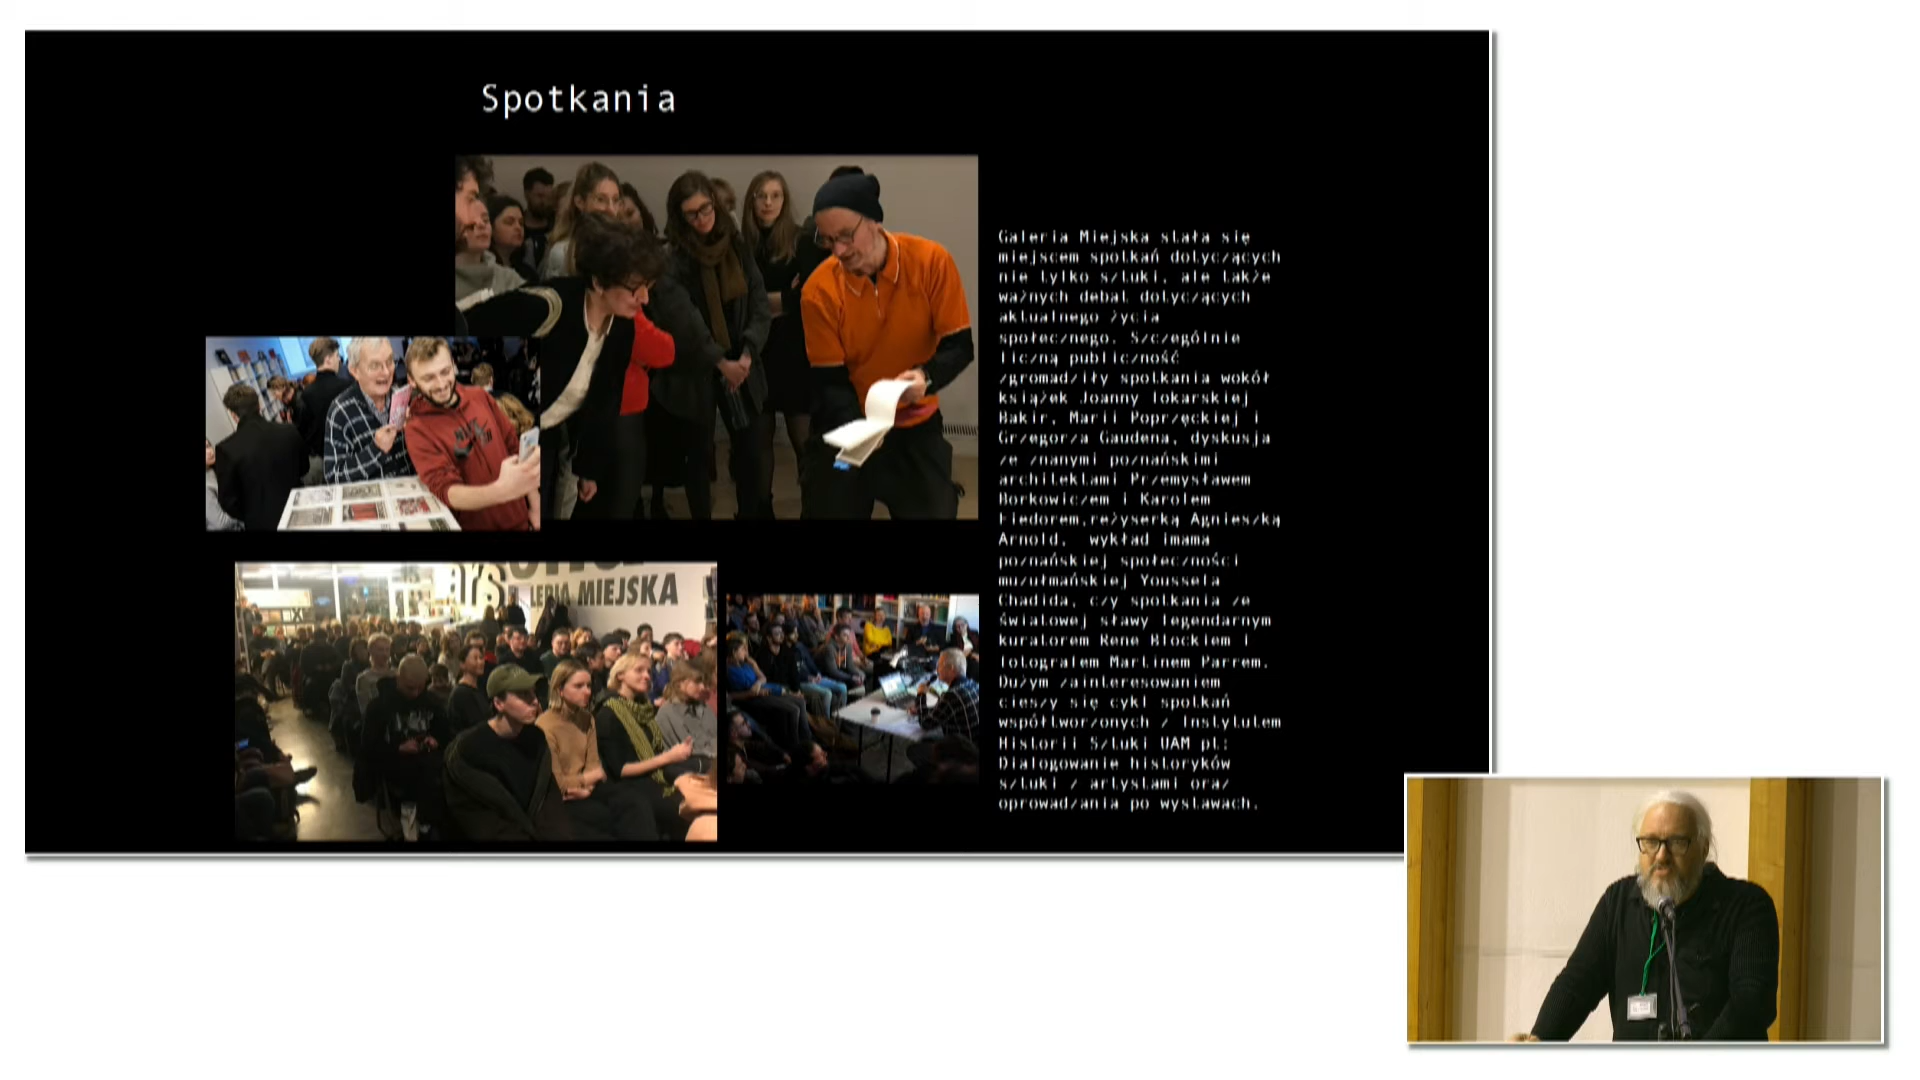 Spotkania
Galeria Miejska stała się
miejscem spotkań dotyczących
nie tylko sztuki, ale także
ważnych debat dotyczących
aktualnego życia
społecznego. Szczególnie
liczną publiczność
zgromadziły spotkania wokół
książek Joanny Tokarskiej
Bakir, Marii Poprzęckiej i
Grzegorza Gaudena, dyskusja
ze znanymi poznańskimi
architektami Przemysławem
Borkowiczem i Karolem
Fiedorem,reżyserką Agnieszką
Arnold, wykład imama
poznańskiej społeczności
muzułmańskiej Youssefa
Chadida, czy spotkania ze
światowej sławy legendarnym
kuratorem Rene Blockiem i
fotografem Martinem Parrem.
Dużym zainteresowaniem
cieszy się cykl spotkań
współtworzonych z Instytutem
Historii Sztuki UAM pt:
Dialogowanie historyków
sztuki z artystami oraz
oprowadzania po wystawach.
ars
LERIA MIEJSKA